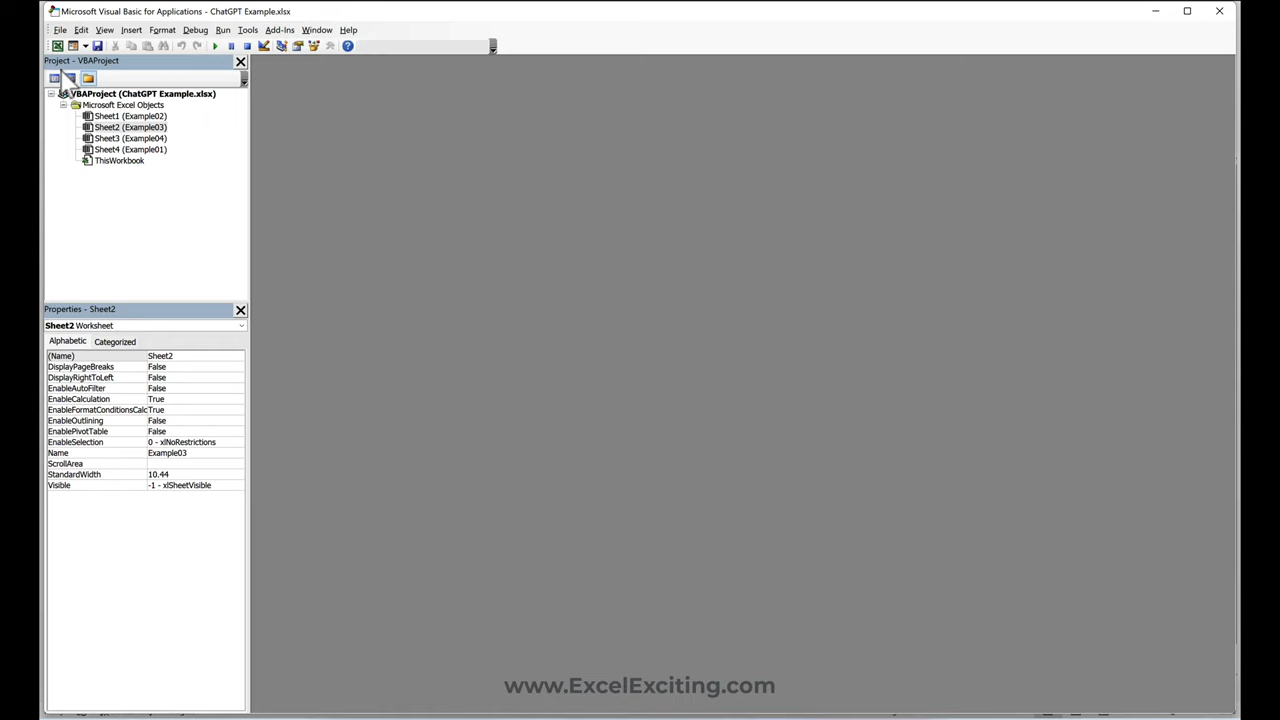 Microsoft Visual Basic for Applications - ChatGPT Example.xlsx
File Edit View Insert Format Debug Run Tools Add-Ins Window Help
Project - VBAProject
VBAProject (ChatGPT Example.xlsx)
Microsoft Excel Objects
Sheet1 (Example02)
Sheet2 (Example03)
Sheet3 (Example04)
Sheet4 (Example01)
ThisWorkbook
Properties - Sheet2
Sheet2 Worksheet
Alphabetic Categorized
(Name) Sheet2
DisplayPageBreaks False
DisplayRightToLeft False
EnableAutoFilter False
EnableCalculation True
EnableFormatConditionsCalc True
EnableOutlining False
EnablePivotTable False
EnableSelection 0 - xlNoRestrictions
Name Example03
ScrollArea
StandardWidth 10.44
Visible -1 - xlSheetVisible
www.ExcelExciting.com